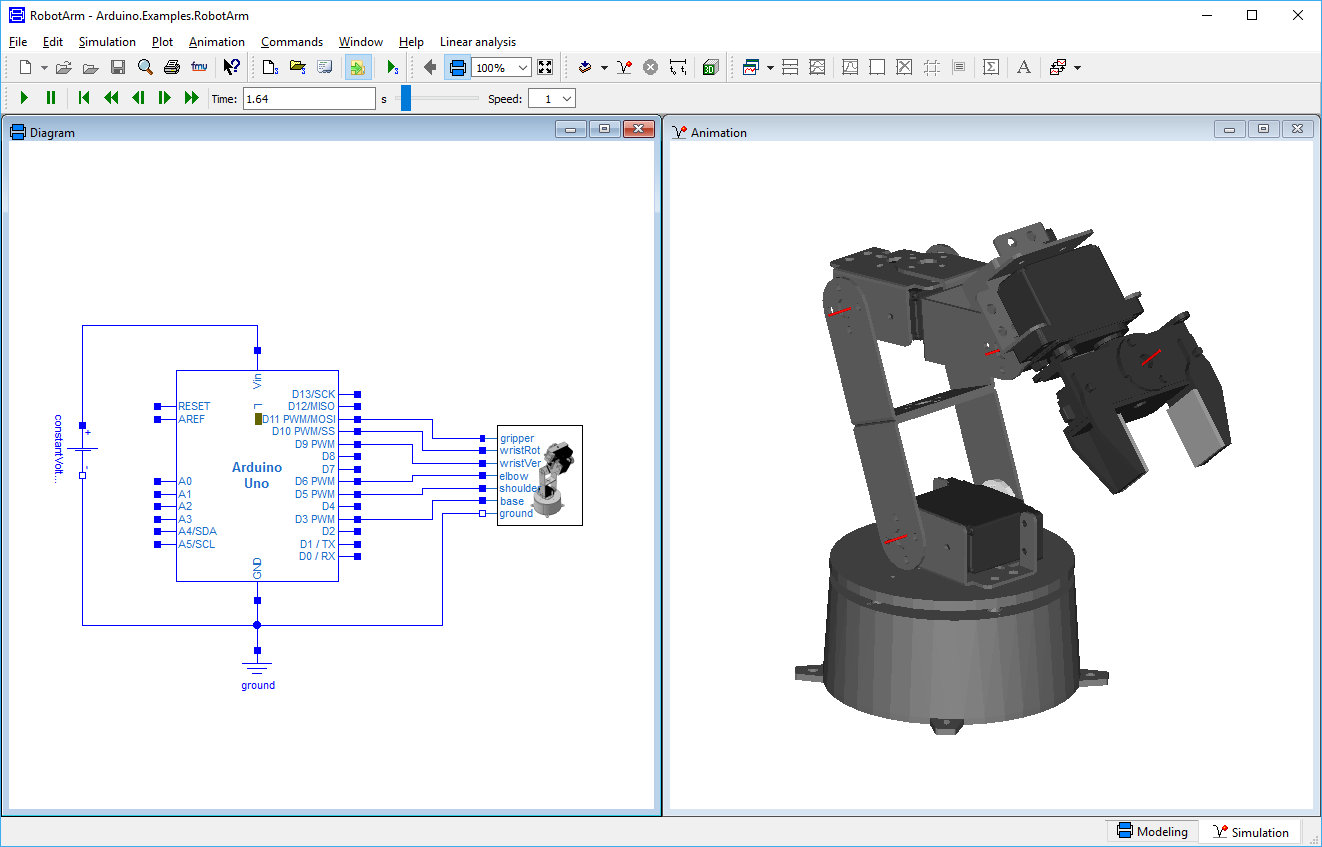 RobotArm - Arduino.Examples.RobotArm
File Edit Simulation Plot Animation Commands Window Help Linear analysis
fmu 100% 3D A
Time: 1.64 s Speed: 1
Diagram
Animation
Vin
L
RESET
AREF
A0
A1
A2
A3
A4/SDA
A5/SCL
Arduino
Uno
D13/SCK
D12/MISO
D11 PWM/MOSI
D10 PWM/SS
D9 PWM
D8
D7
D6 PWM
D5 PWM
D4
D3 PWM
D2
D1 / TX
D0 / RX
GND
constantVolt...
+
-
gripper
wristRot
wristVer
elbow
shoulder
base
ground
ground
Modeling Simulation